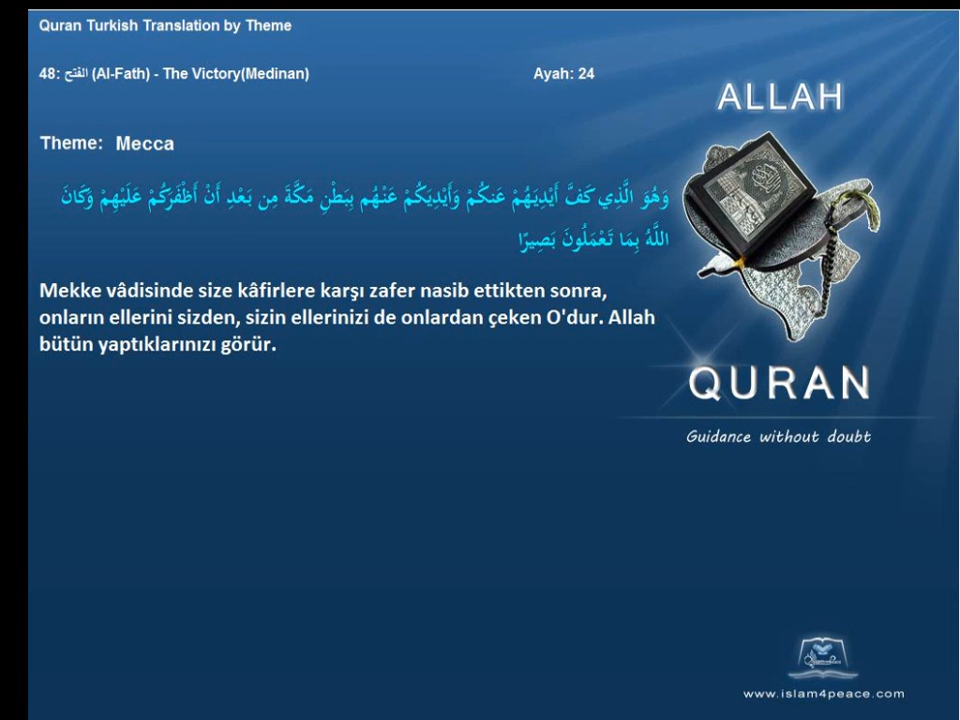 Quran Turkish Translation by Theme
48: الفتح (Al-Fath) - The Victory(Medinan) Ayah: 24
ALLAH
Theme: Mecca
وَهُوَ الَّذِي كَفَّ أَيْدِيَهُمْ عَنكُمْ وَأَيْدِيَكُمْ عَنْهُم بِبَطْنِ مَكَّةَ مِن بَعْدِ أَنْ أَظْفَرَكُمْ عَلَيْهِمْ وَكَانَ
اللَّهُ بِمَا تَعْمَلُونَ بَصِيرًا
Mekke vâdisinde size kâfirlere karşı zafer nasib ettikten sonra,
onların ellerini sizden, sizin ellerinizi de onlardan çeken O'dur. Allah
bütün yaptıklarınızı görür.
QURAN
Guidance without doubt
www.islam4peace.com